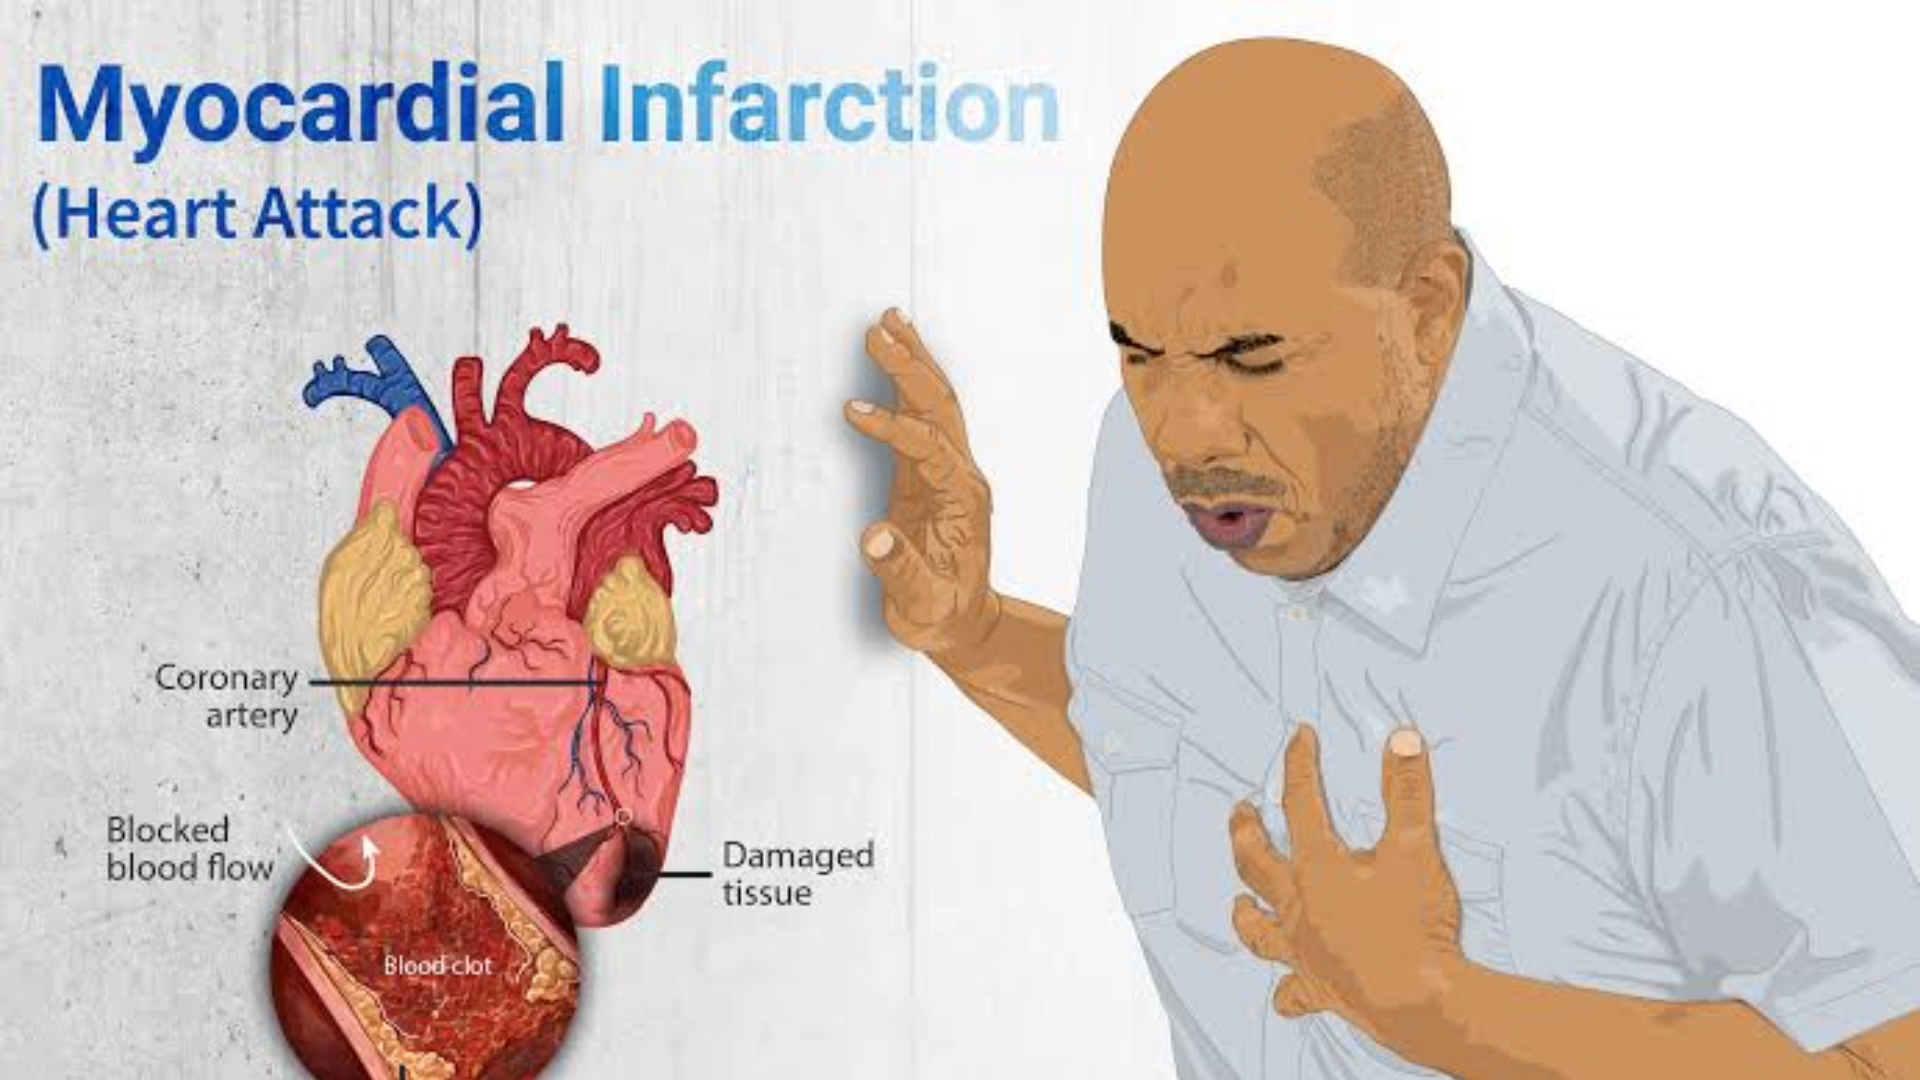 Myocardial Infarction
(Heart Attack)
Coronary
artery
Blocked
blood flow
Damaged
tissue
Blood clot